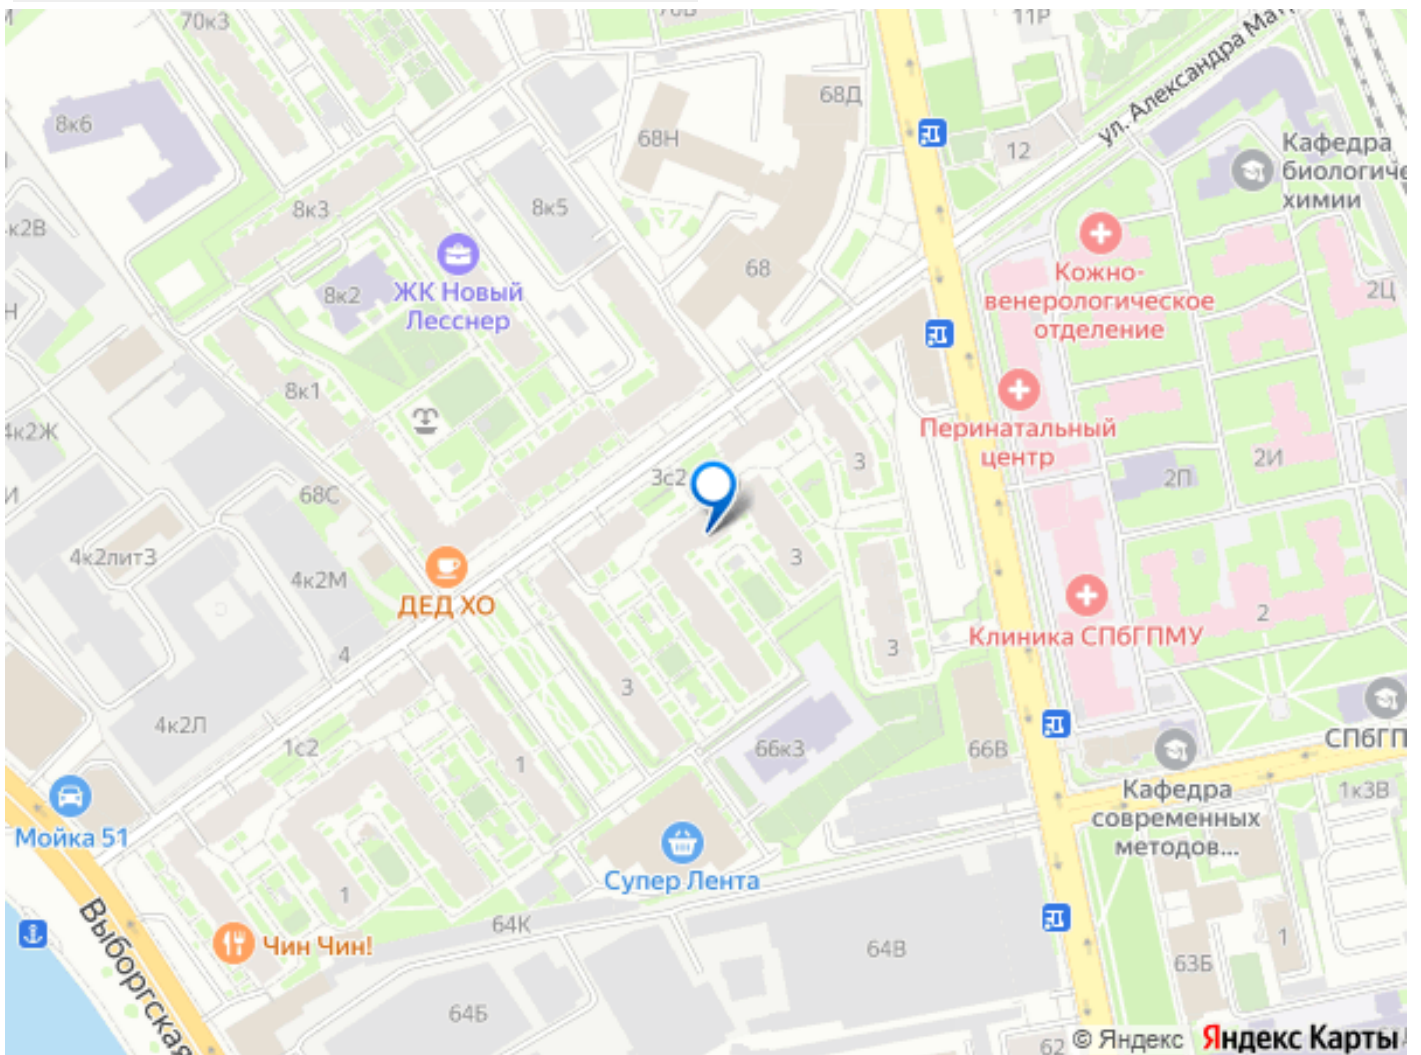 70к3
11Р
68Д
ул. Александра Мат
8к6
68Н
12
Кафедра
биологиче
химии
8к3
8к5
к2В
Кожно-
венерологическое
отделение
68
2Ц
8к2
ЖК Новый
Лесснер
Н
8к1
4к2Ж
Перинатальный
центр
3
2И
3с2
2П
И
68С
4к2лит3
3
4к2М
ДЕД ХО
Клиника СПбГПМУ
2
3
4
3
4к2Л
1с2
66к3
66В
СПбГП
1
Кафедра
современных
методов...
1к3В
Мойка 51
Супер Лента
1
64К
Выборгская
Чин Чин!
64В
1
63Б
64Б
62
© Яндекс Яндекс Карты